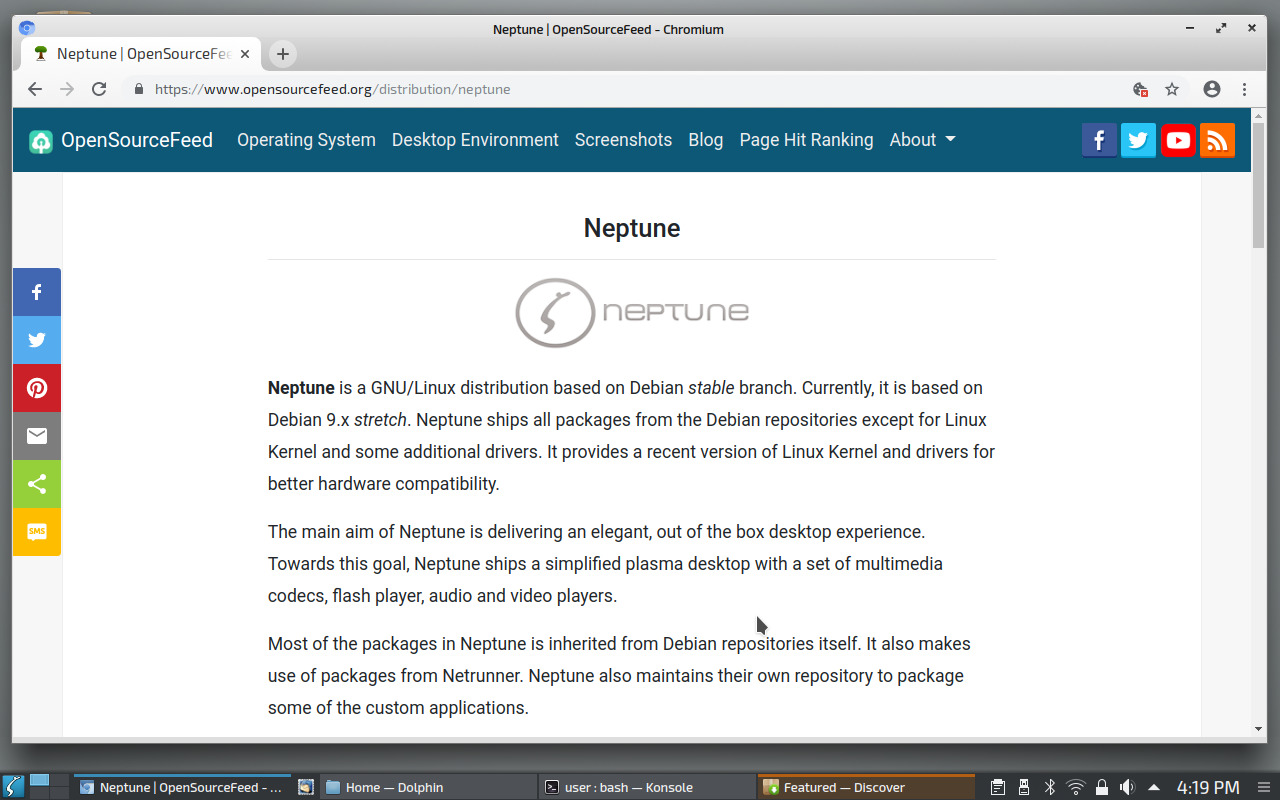 Neptune | OpenSourceFeed - Chromium
Neptune | OpenSourceFee
https://www.opensourcefeed.org/distribution/neptune
OpenSourceFeed Operating System Desktop Environment Screenshots Blog Page Hit Ranking About
Neptune
neptune
Neptune is a GNU/Linux distribution based on Debian stable branch. Currently, it is based on
Debian 9.x stretch. Neptune ships all packages from the Debian repositories except for Linux
Kernel and some additional drivers. It provides a recent version of Linux Kernel and drivers for
better hardware compatibility.
The main aim of Neptune is delivering an elegant, out of the box desktop experience.
Towards this goal, Neptune ships a simplified plasma desktop with a set of multimedia
codecs, flash player, audio and video players.
Most of the packages in Neptune is inherited from Debian repositories itself. It also makes
use of packages from Netrunner. Neptune also maintains their own repository to package
some of the custom applications.
SMS
Neptune | OpenSourceFeed - ... Home — Dolphin user : bash — Konsole Featured — Discover 4:19 PM